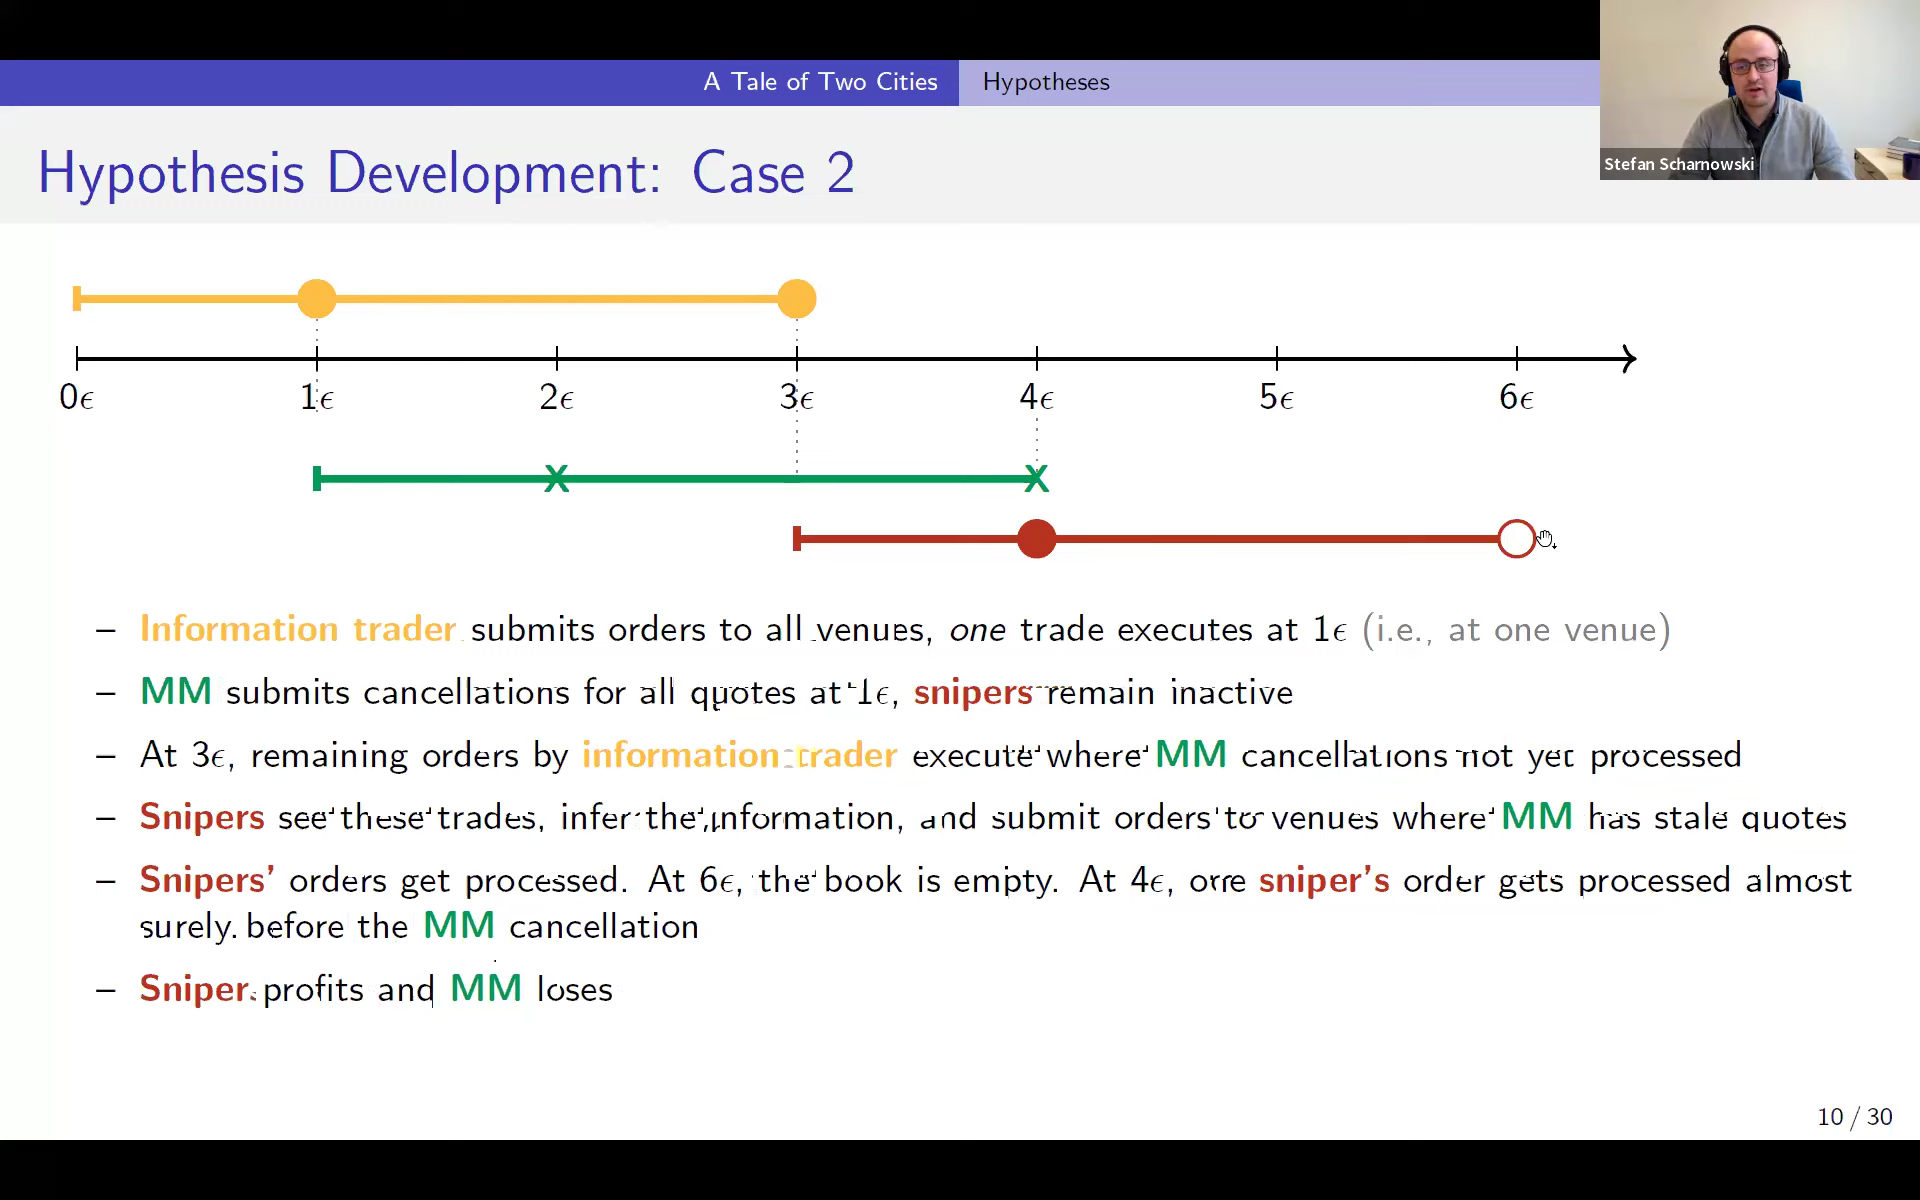 A Tale of Two Cities Hypotheses
Stefan Scharnowski
Hypothesis Development: Case 2
0ϵ 1ϵ 2ϵ 3ϵ 4ϵ 5ϵ 6ϵ
X X
– Information trader submits orders to all venues, one trade executes at 1ϵ (i.e., at one venue)
– MM submits cancellations for all quotes at 1ϵ, snipers remain inactive
– At 3ϵ, remaining orders by information trader execute where MM cancellations not yet processed
– Snipers see these trades, infer the information, and submit orders to venues where MM has stale quotes
– Snipers' orders get processed. At 6ϵ, the book is empty. At 4ϵ, one sniper's order gets processed almost
surely before the MM cancellation
– Sniper profits and MM loses
10 / 30